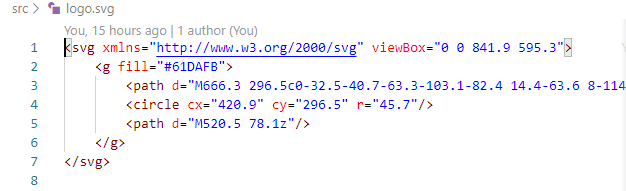 src > logo.svg
You, 15 hours ago | 1 author (You)
1 <svg xmlns="http://www.w3.org/2000/svg" viewBox="0 0 841.9 595.3">
2 <g fill="#61DAFB">
3 <path d="M666.3 296.5c0-32.5-40.7-63.3-103.1-82.4 14.4-63.6 8-114
4 <circle cx="420.9" cy="296.5" r="45.7"/>
5 <path d="M520.5 78.1z"/>
6 </g>
7 </svg>
8